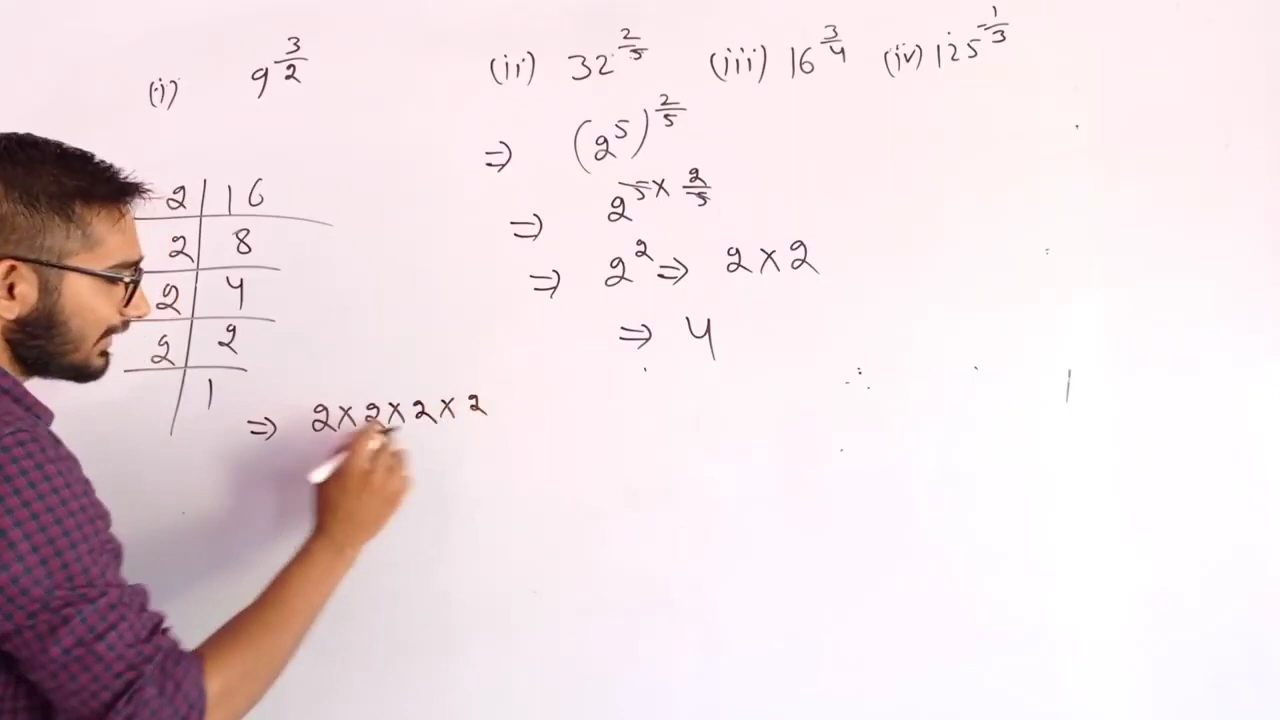 (i) 9^{3/2} (ii) 32^{2/5} (iii) 16^{3/4} (iv) 125^{-1/3}
⇒ (2^5)^{2/5}
⇒ 2^{5 × 2/5}
⇒ 2^2 ⇒ 2 × 2
⇒ 4
2 | 16
2 | 8
2 | 4
2 | 2
| 1
⇒ 2 × 2 × 2 × 2